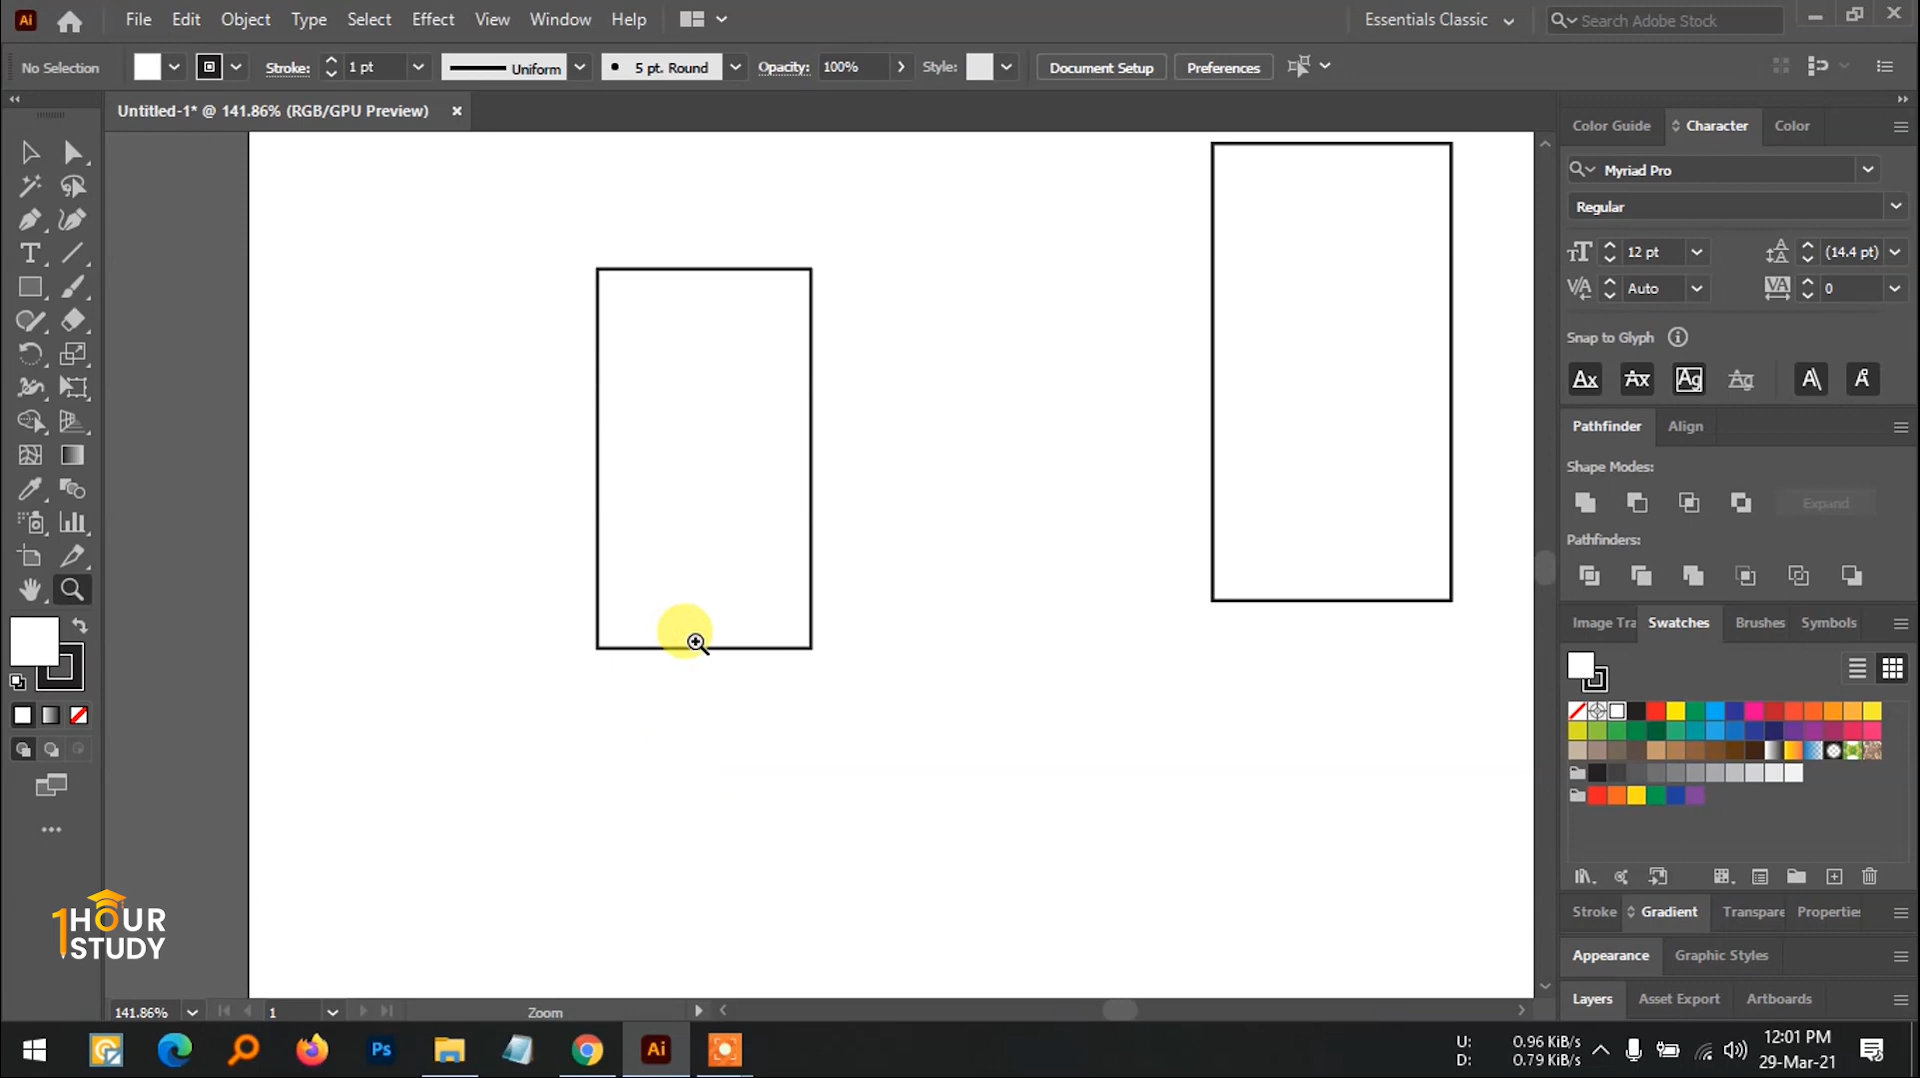 File Edit Object Type Select Effect View Window Help
Essentials Classic
Search Adobe Stock
No Selection
Stroke: 1 pt
Uniform
5 pt. Round
Opacity: 100%
Style:
Document Setup
Preferences
Untitled-1* @ 141.86% (RGB/GPU Preview)
Color Guide Character Color
Myriad Pro
Regular
12 pt (14.4 pt)
Auto 0
Snap to Glyph
Pathfinder Align
Shape Modes:
Expand
Pathfinders:
Image Tra Swatches Brushes Symbols
Stroke Gradient Transpare Propertie
Appearance Graphic Styles
Layers Asset Export Artboards
1HOUR
STUDY
141.86% 1 Zoom
Ps Ai
U: 0.96 KiB/s
D: 0.79 KiB/s
12:01 PM
29-Mar-21